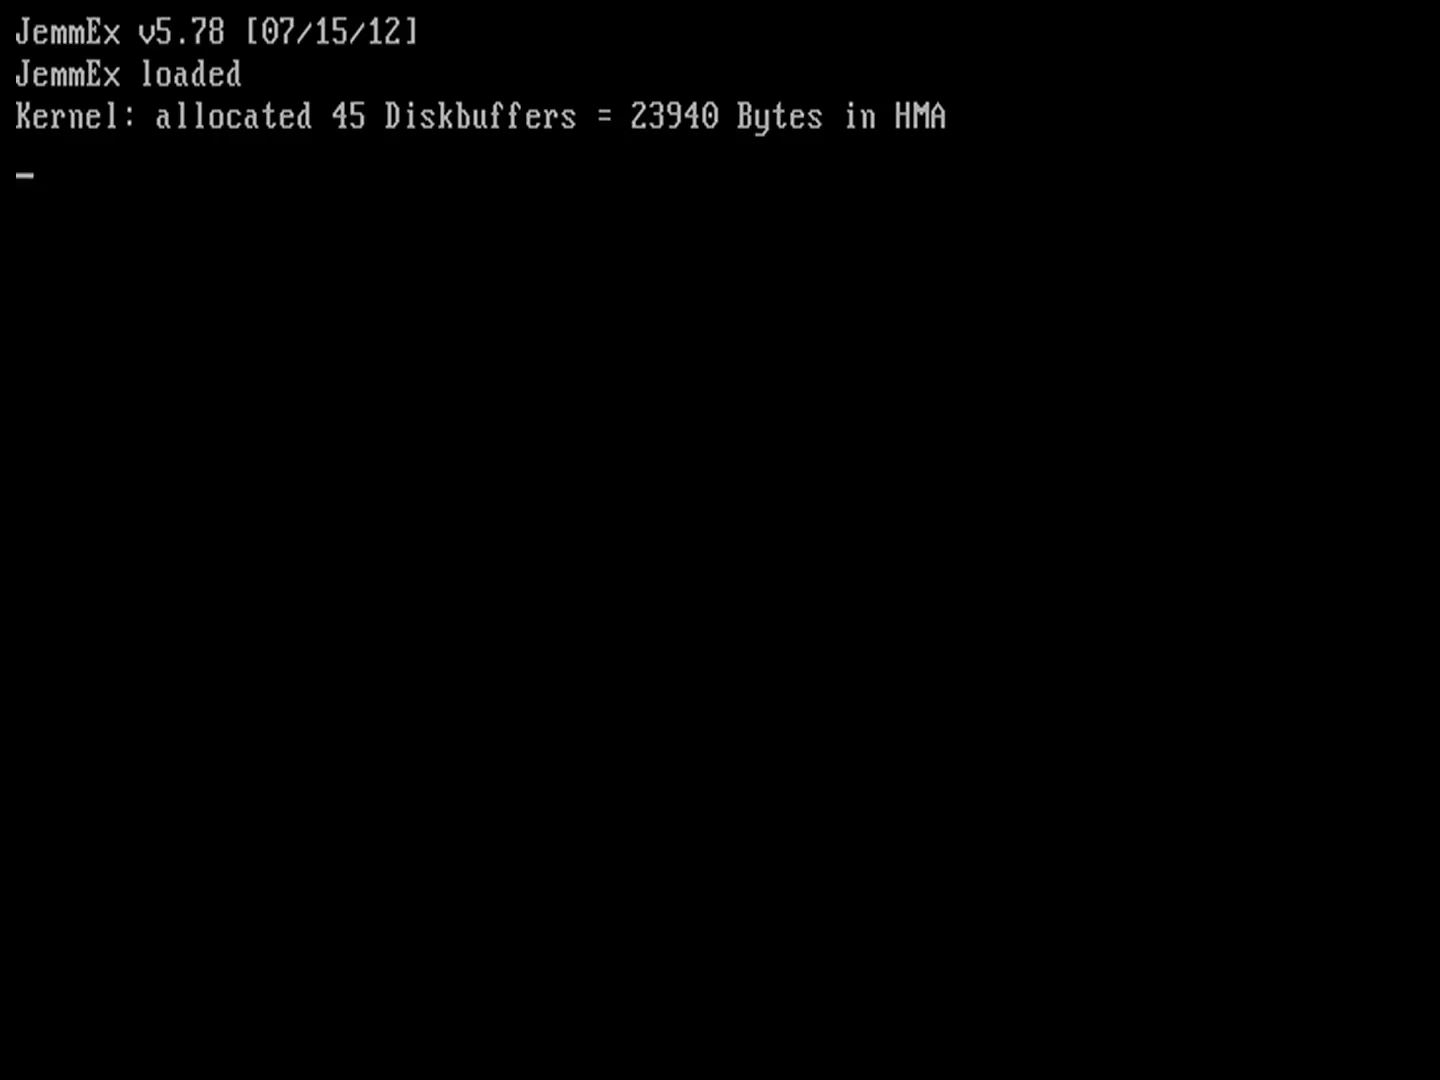 JemmEx v5.78 [07/15/12]
JemmEx loaded
Kernel: allocated 45 Diskbuffers = 23940 Bytes in HMA